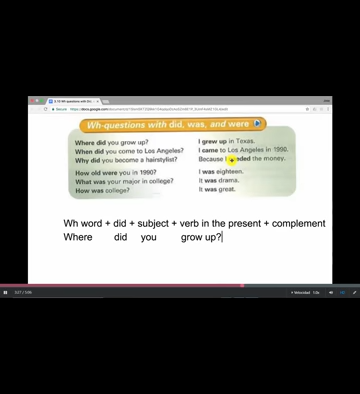 Wh-questions with did, was, and were
Where did you grow up?
I grew up in Texas.
When did you come to Los Angeles?
I came to Los Angeles in 1990.
Why did you become a hairstylist?
Because I needed the money.
How old were you in 1990?
I was eighteen.
What was your major in college?
It was drama.
How was college?
It was great.
Wh word + did + subject + verb in the present + complement
Where did you grow up?